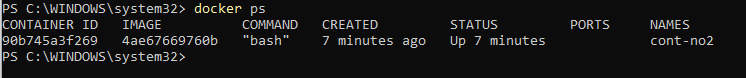 PS C:\WINDOWS\system32> docker ps
CONTAINER ID   IMAGE          COMMAND   CREATED         STATUS         PORTS     NAMES
90b745a3f269   4ae67669760b   "bash"    7 minutes ago   Up 7 minutes             cont-no2
PS C:\WINDOWS\system32>